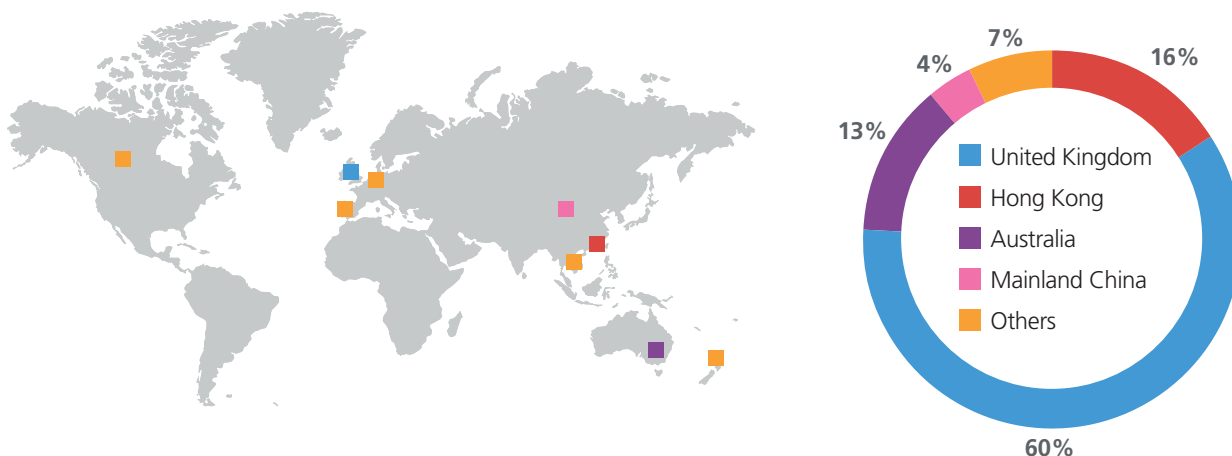 7%
16%
4%
13%
United Kingdom
Hong Kong
Australia
Mainland China
Others
60%